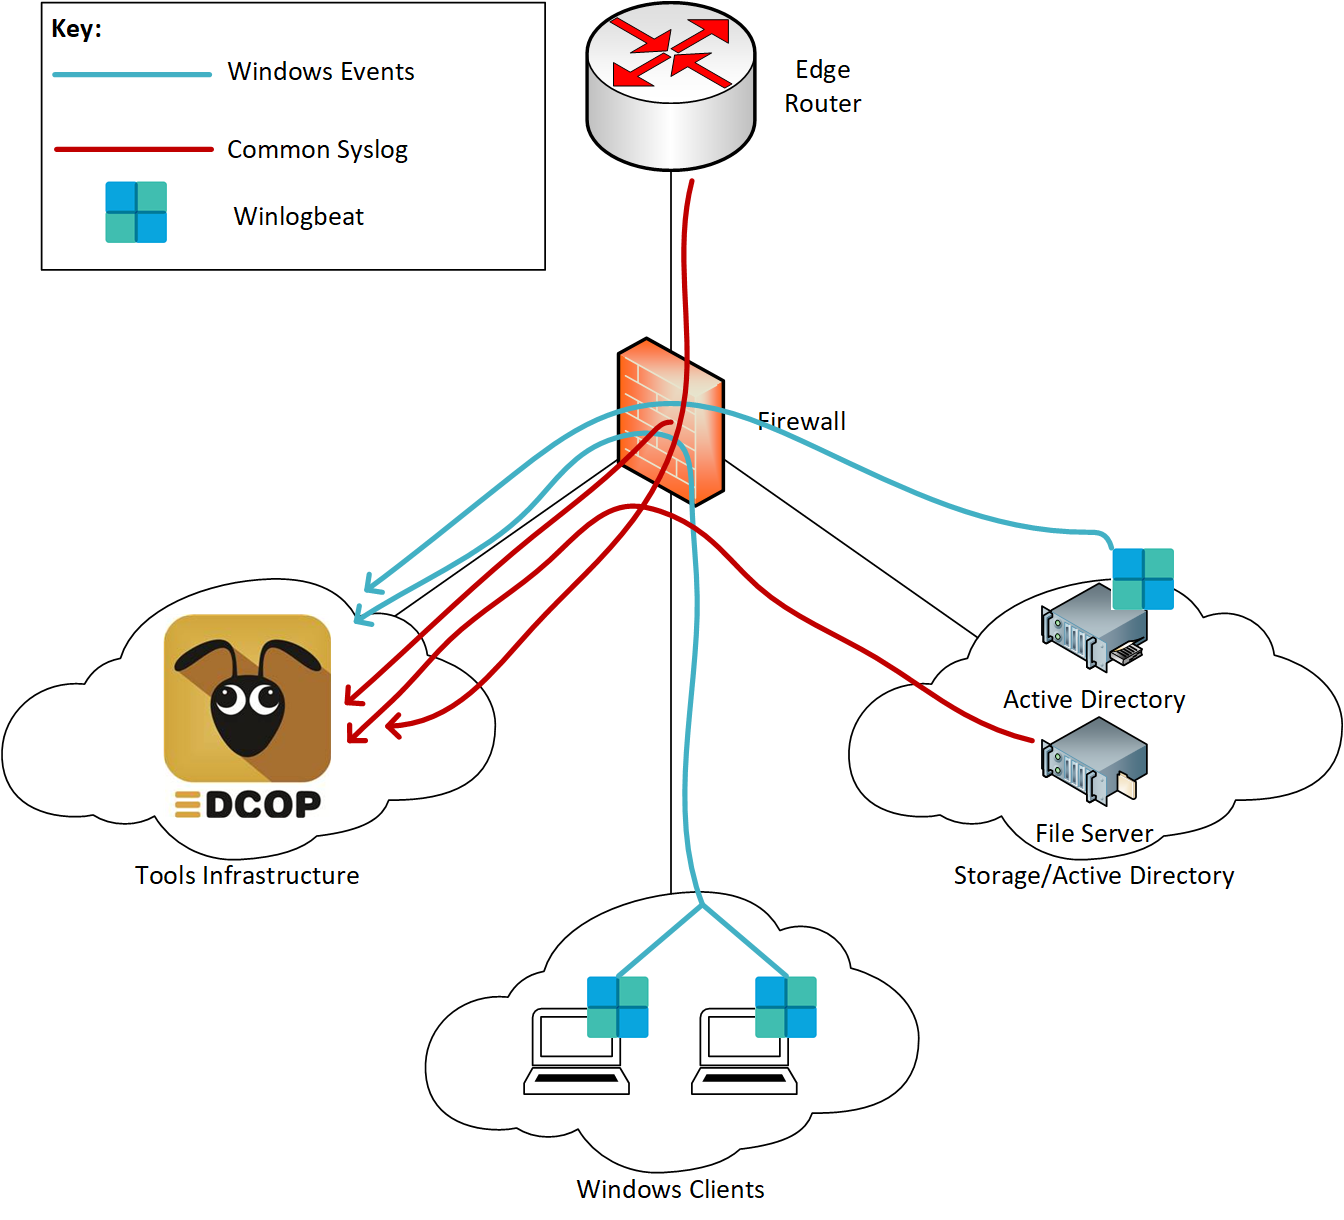 Key:
Windows Events
Common Syslog
Winlogbeat
Edge
Router
Firewall
Active Directory
File Server
Storage/Active Directory
EDCOP
Tools Infrastructure
Windows Clients